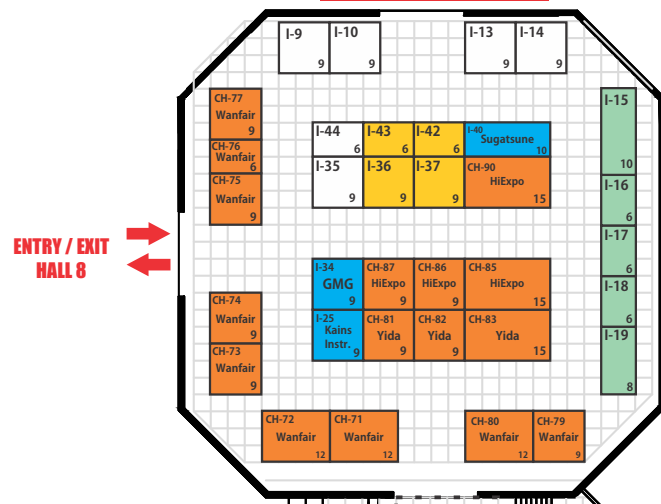 I-9
9
I-10
9
I-13
9
I-14
9
CH-77
Wanfair
9
CH-76
Wanfair
6
CH-75
Wanfair
9
I-44
6
I-43
6
I-42
6
I-40
Sugatsune
10
I-35
9
I-36
9
I-37
9
CH-90
HiExpo
15
I-15
10
I-16
6
I-17
6
I-18
6
I-19
8
ENTRY / EXIT
HALL 8
I-34
GMG
9
CH-87
HiExpo
9
CH-86
HiExpo
9
CH-85
HiExpo
15
I-25
Kains
Instr.
9
CH-81
Yida
9
CH-82
Yida
9
CH-83
Yida
15
CH-74
Wanfair
9
CH-73
Wanfair
9
CH-72
Wanfair
12
CH-71
Wanfair
12
CH-80
Wanfair
12
CH-79
Wanfair
9